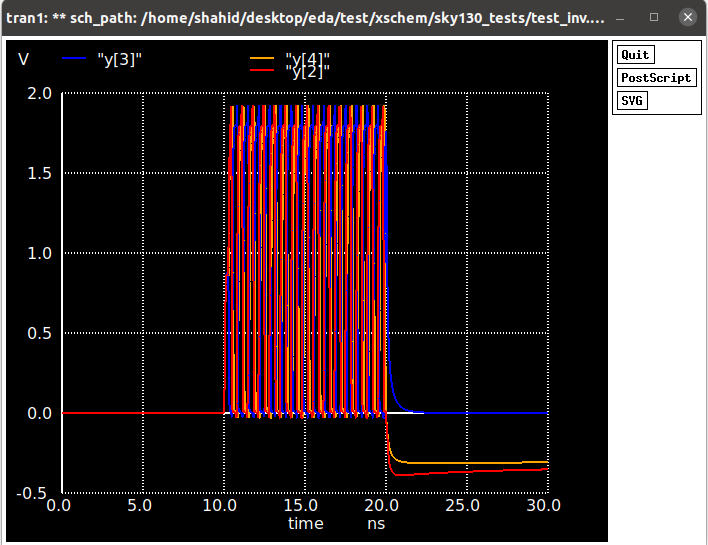 tran1: ** sch_path: /home/shahid/desktop/eda/test/xschem/sky130_tests/test_inv....
V
"y[3]"
"y[4]"
"y[2]"
Quit
PostScript
SVG
2.0
1.5
1.0
0.5
0.0
-0.5
0.0 5.0 10.0 15.0 20.0 25.0 30.0
time ns